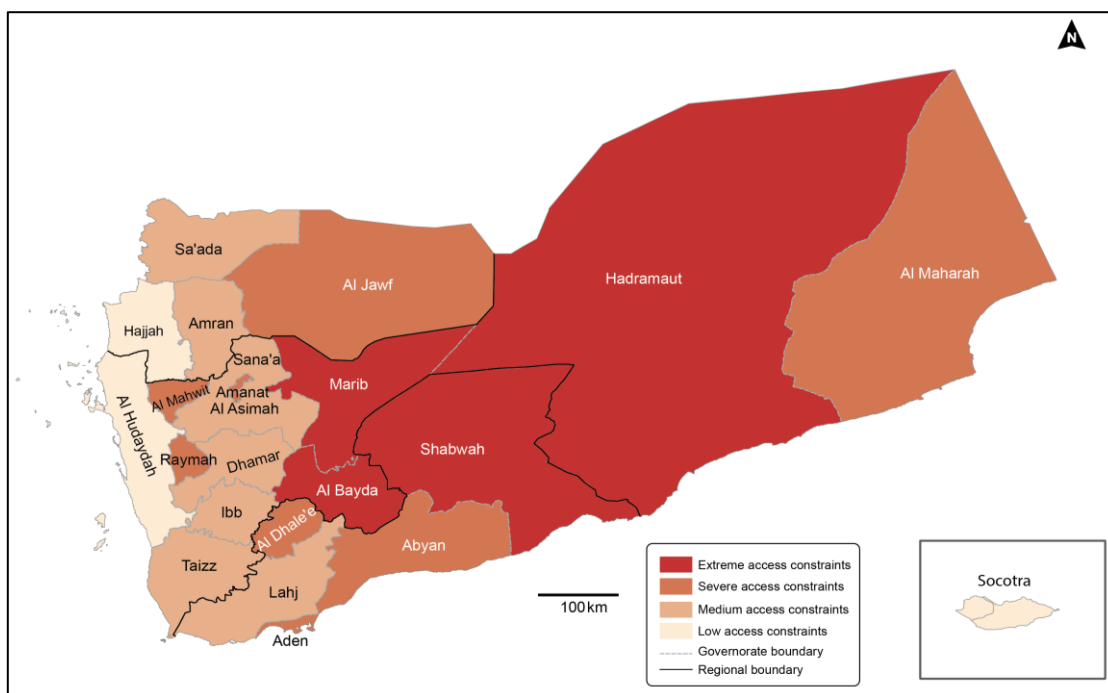 N
Sa'ada
Al Jawf
Hadramaut
Al Maharah
Hajjah
Amran
Sana'a
Marib
Al Mahwit
Amanat
Al Asimah
Al Hudaydah
Shabwah
Raymah
Dhamar
Al Bayda
Ibb
Al Dhale'e
Abyan
Taizz
Lahj
Aden
100 km
Extreme access constraints
Severe access constraints
Medium access constraints
Low access constraints
Governorate boundary
Regional boundary
Socotra